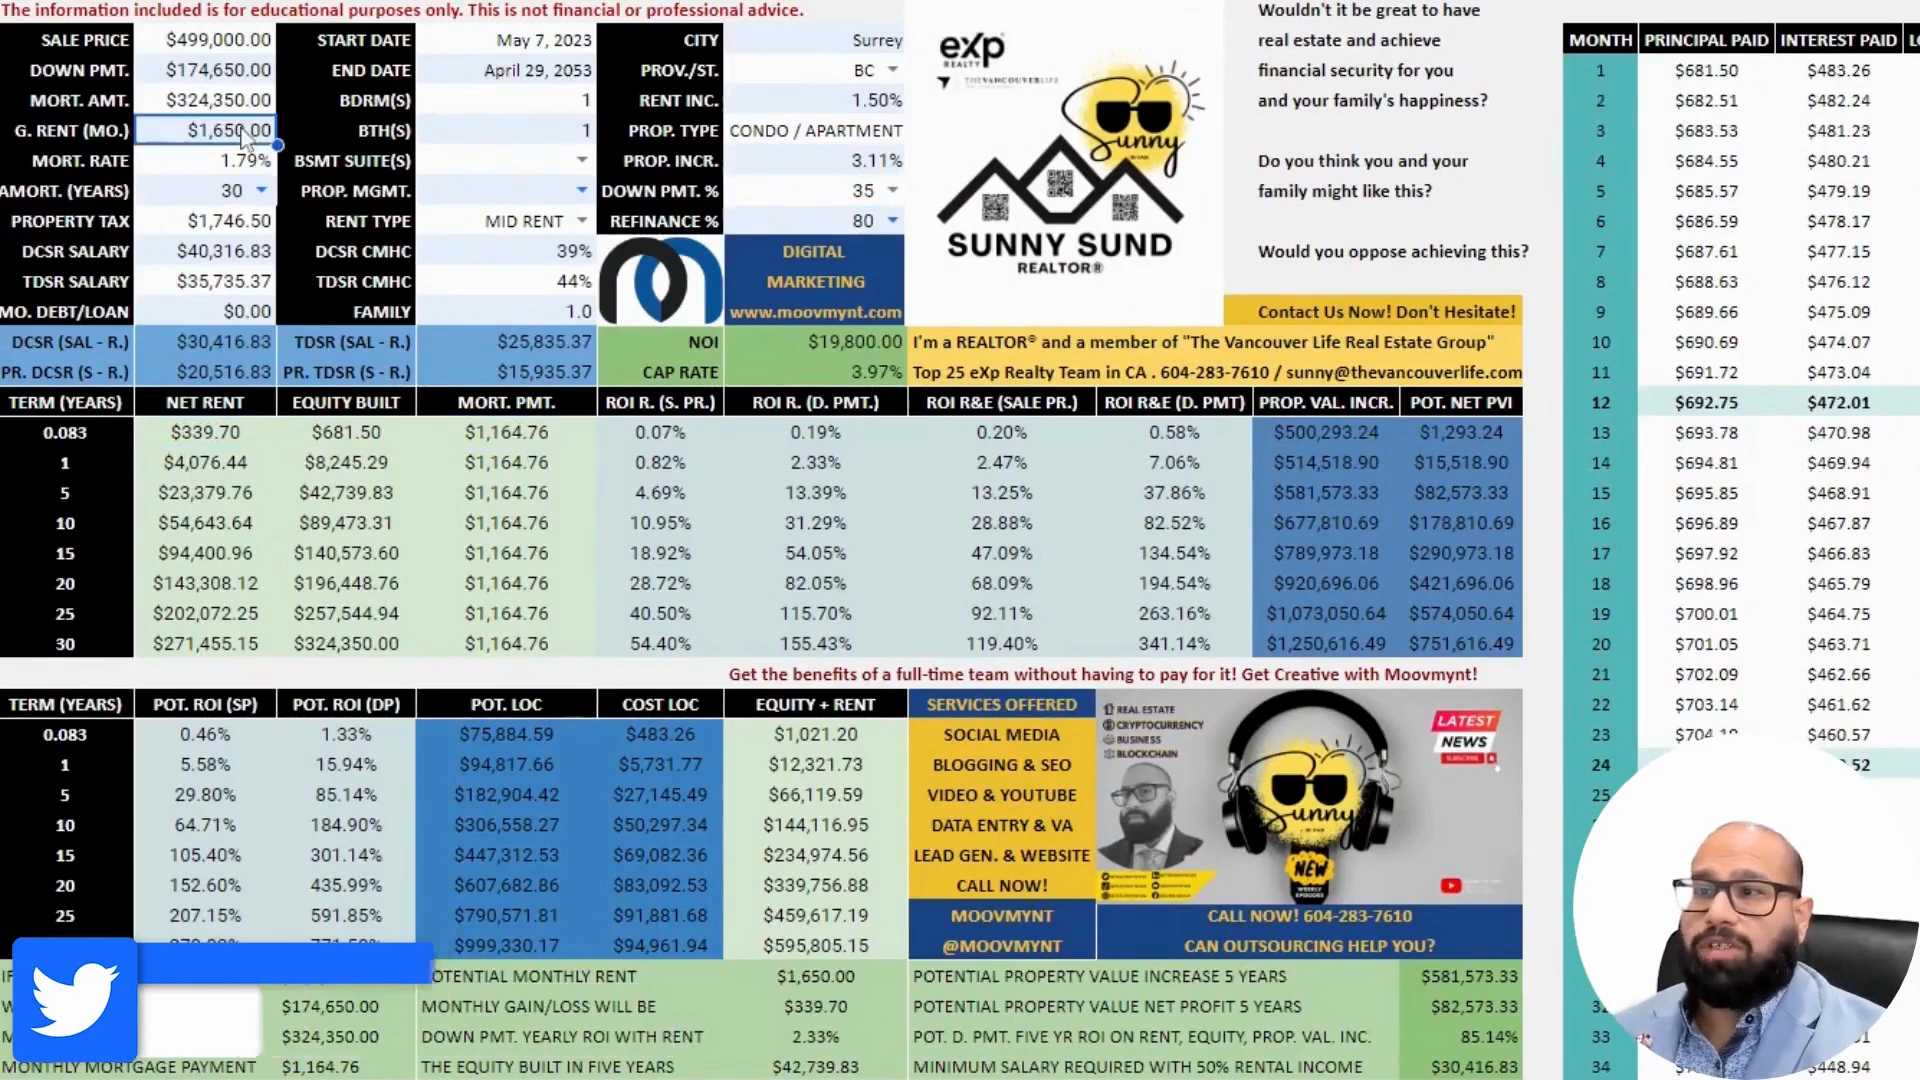 The information included is for educational purposes only. This is not financial or professional advice.
SALE PRICE $499,000.00 START DATE May 7, 2023 CITY Surrey
DOWN PMT. $174,650.00 END DATE April 29, 2053 PROV./ST. BC
MORT. AMT. $324,350.00 BDRM(S) 1 RENT INC. 1.50%
G. RENT (MO.) $1,650.00 BTH(S) 1 PROP. TYPE CONDO / APARTMENT
MORT. RATE 1.79% BSMT SUITE(S) PROP. INCR. 3.11%
AMORT. (YEARS) 30 PROP. MGMT. DOWN PMT. % 35
PROPERTY TAX $1,746.50 RENT TYPE MID RENT REFINANCE % 80
DCSR SALARY $40,316.83 DCSR CMHC 39% DIGITAL
TDSR SALARY $35,735.37 TDSR CMHC 44% MARKETING
MO. DEBT/LOAN $0.00 FAMILY 1.0 www.moovmynt.com
DCSR (SAL - R.) $30,416.83 TDSR (SAL - R.) $25,835.37 NOI $19,800.00
PR. DCSR (S - R.) $20,516.83 PR. TDSR (S - R.) $15,935.37 CAP RATE 3.97%
eXp
REALTY
THEVANCOUVERLIFE
Sunny
IN VAN
SUNNY SUND
REALTOR®
Wouldn't it be great to have
real estate and achieve
financial security for you
and your family's happiness?
Do you think you and your
family might like this?
Would you oppose achieving this?
Contact Us Now! Don't Hesitate!
I'm a REALTOR® and a member of "The Vancouver Life Real Estate Group"
Top 25 eXp Realty Team in CA . 604-283-7610 / sunny@thevancouverlife.com
TERM (YEARS) NET RENT EQUITY BUILT MORT. PMT. ROI R. (S. PR.) ROI R. (D. PMT.) ROI R&E (SALE PR.) ROI R&E (D. PMT) PROP. VAL. INCR. POT. NET PVI
0.083 $339.70 $681.50 $1,164.76 0.07% 0.19% 0.20% 0.58% $500,293.24 $1,293.24
1 $4,076.44 $8,245.29 $1,164.76 0.82% 2.33% 2.47% 7.06% $514,518.90 $15,518.90
5 $23,379.76 $42,739.83 $1,164.76 4.69% 13.39% 13.25% 37.86% $581,573.33 $82,573.33
10 $54,643.64 $89,473.31 $1,164.76 10.95% 31.29% 28.88% 82.52% $677,810.69 $178,810.69
15 $94,400.96 $140,573.60 $1,164.76 18.92% 54.05% 47.09% 134.54% $789,973.18 $290,973.18
20 $143,308.12 $196,448.76 $1,164.76 28.72% 82.05% 68.09% 194.54% $920,696.06 $421,696.06
25 $202,072.25 $257,544.94 $1,164.76 40.50% 115.70% 92.11% 263.16% $1,073,050.64 $574,050.64
30 $271,455.15 $324,350.00 $1,164.76 54.40% 155.43% 119.40% 341.14% $1,250,616.49 $751,616.49
Get the benefits of a full-time team without having to pay for it! Get Creative with Moovmynt!
TERM (YEARS) POT. ROI (SP) POT. ROI (DP) POT. LOC COST LOC EQUITY + RENT
0.083 0.46% 1.33% $75,884.59 $483.26 $1,021.20
1 5.58% 15.94% $94,817.66 $5,731.77 $12,321.73
5 29.80% 85.14% $182,904.42 $27,145.49 $66,119.59
10 64.71% 184.90% $306,558.27 $50,297.34 $144,116.95
15 105.40% 301.14% $447,312.53 $69,082.36 $234,974.56
20 152.60% 435.99% $607,682.86 $83,092.53 $339,756.88
25 207.15% 591.85% $790,571.81 $91,881.68 $459,617.19
$999,330.17 $94,961.94 $595,805.15
SERVICES OFFERED
SOCIAL MEDIA
BLOGGING & SEO
VIDEO & YOUTUBE
DATA ENTRY & VA
LEAD GEN. & WEBSITE
CALL NOW!
MOOVMYNT
@MOOVMYNT
REAL ESTATE
CRYPTOCURRENCY
BUSINESS
BLOCKCHAIN
LATEST
NEWS
SUBSCRIBE
Sunny
NEW
WEEKLY
EPISODES
CALL NOW! 604-283-7610
CAN OUTSOURCING HELP YOU?
OTENTIAL MONTHLY RENT $1,650.00 POTENTIAL PROPERTY VALUE INCREASE 5 YEARS $581,573.33
$174,650.00 MONTHLY GAIN/LOSS WILL BE $339.70 POTENTIAL PROPERTY VALUE NET PROFIT 5 YEARS $82,573.33
$324,350.00 DOWN PMT. YEARLY ROI WITH RENT 2.33% POT. D. PMT. FIVE YR ROI ON RENT, EQUITY, PROP. VAL. INC. 85.14%
MONTHLY MORTGAGE PAYMENT $1,164.76 THE EQUITY BUILT IN FIVE YEARS $42,739.83 MINIMUM SALARY REQUIRED WITH 50% RENTAL INCOME $30,416.83
MONTH PRINCIPAL PAID INTEREST PAID
1 $681.50 $483.26
2 $682.51 $482.24
3 $683.53 $481.23
4 $684.55 $480.21
5 $685.57 $479.19
6 $686.59 $478.17
7 $687.61 $477.15
8 $688.63 $476.12
9 $689.66 $475.09
10 $690.69 $474.07
11 $691.72 $473.04
12 $692.75 $472.01
13 $693.78 $470.98
14 $694.81 $469.94
15 $695.85 $468.91
16 $696.89 $467.87
17 $697.92 $466.83
18 $698.96 $465.79
19 $700.01 $464.75
20 $701.05 $463.71
21 $702.09 $462.66
22 $703.14 $461.62
23 $460.57
24 52
25
33
34 $448.94